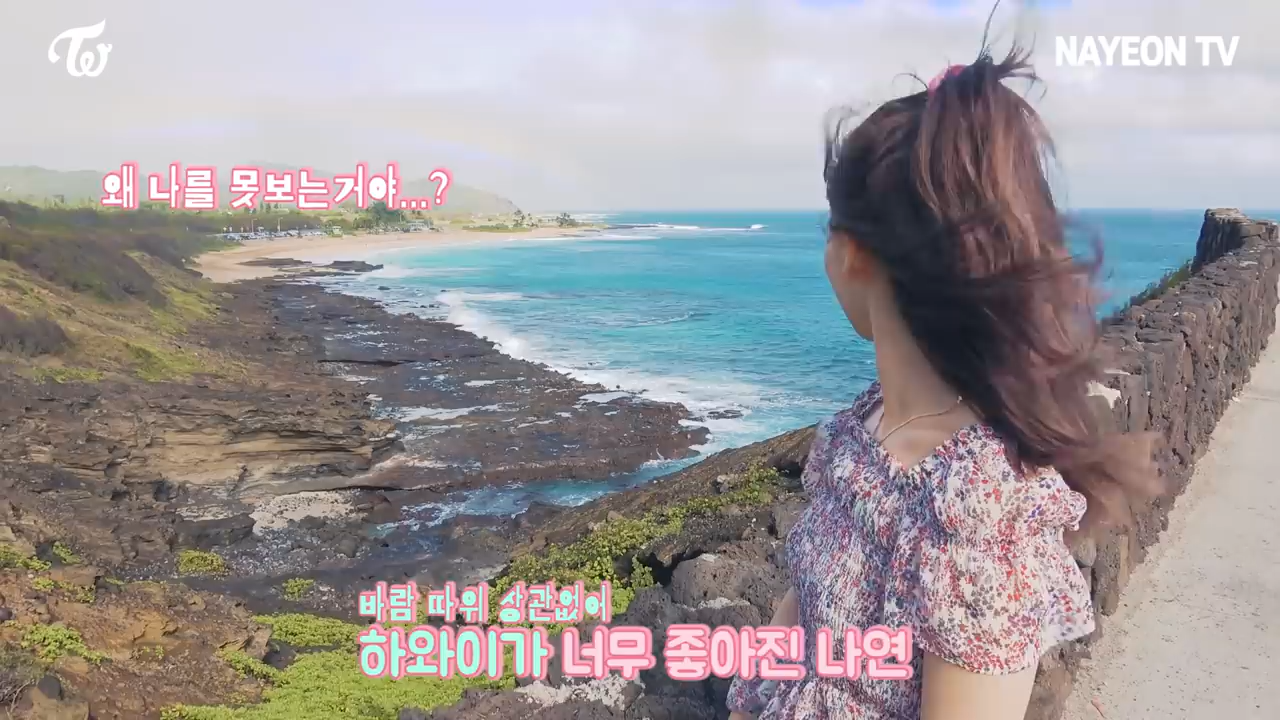 TW
NAYEON TV
왜 나를 못보는거야...?
바람 따위 상관없이
하와이가 너무 좋아진 나연